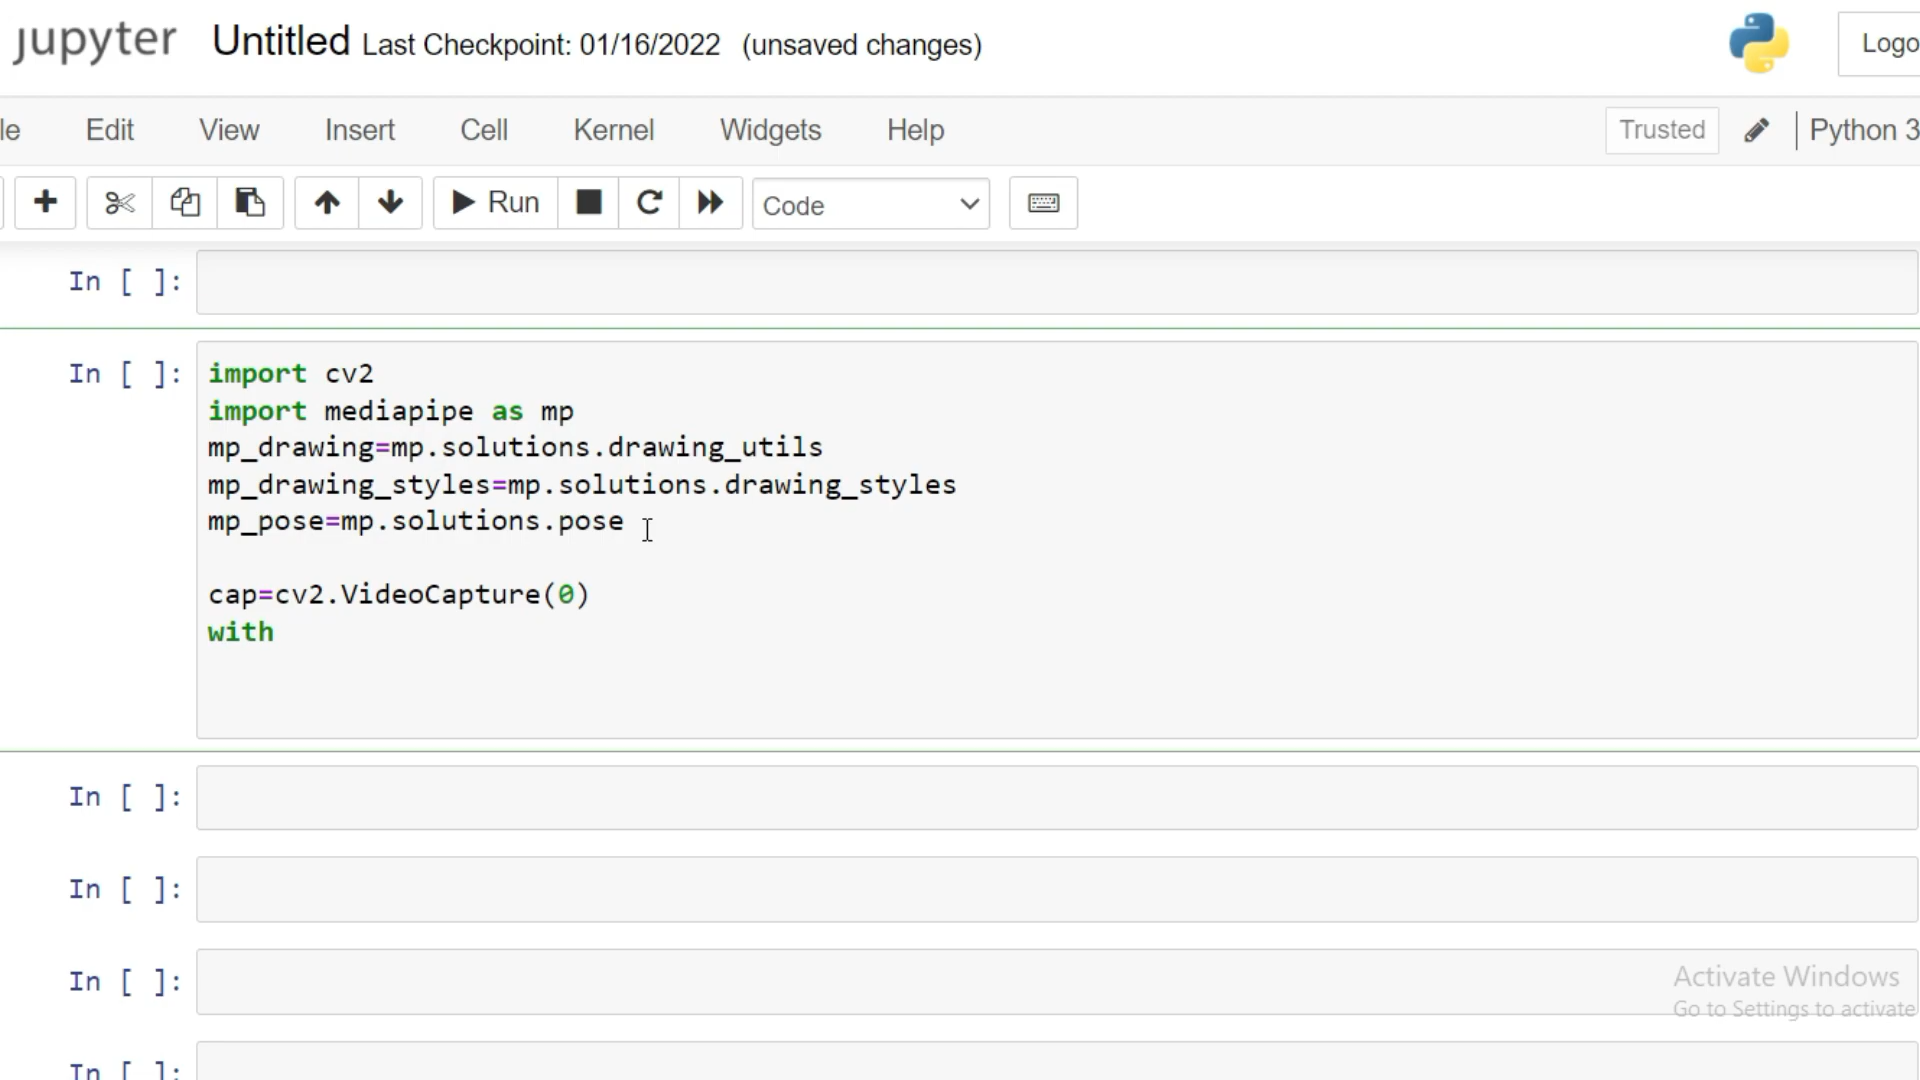 jupyter Untitled Last Checkpoint: 01/16/2022 (unsaved changes) Logo
le Edit View Insert Cell Kernel Widgets Help Trusted Python 3
Run Code
In [ ]:
In [ ]: import cv2
import mediapipe as mp
mp_drawing=mp.solutions.drawing_utils
mp_drawing_styles=mp.solutions.drawing_styles
mp_pose=mp.solutions.pose
cap=cv2.VideoCapture(0)
with
In [ ]:
In [ ]:
In [ ]:
Activate Windows
Go to Settings to activate
In [ ]: